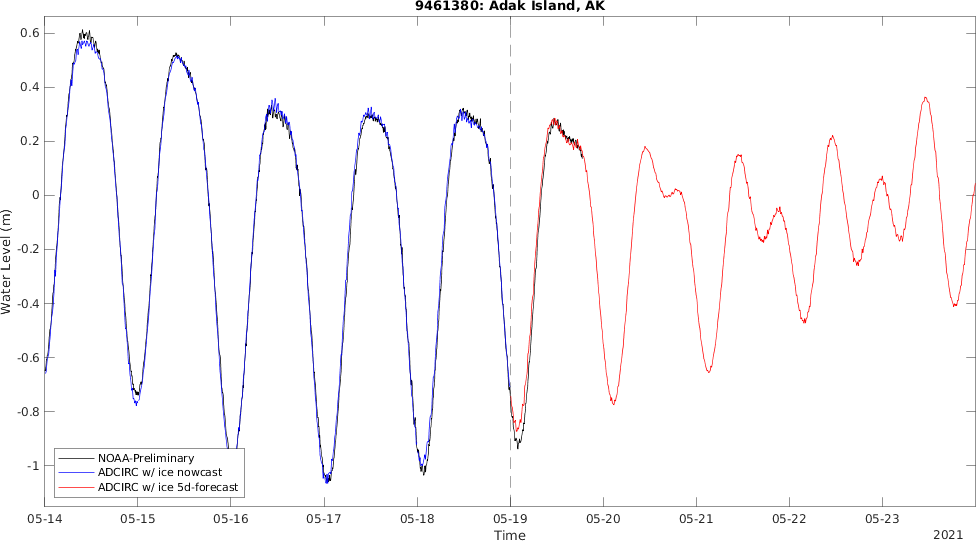 9461380: Adak Island, AK
0.6
0.4
0.2
0
-0.2
-0.4
-0.6
-0.8
-1
Water Level (m)
NOAA-Preliminary
ADCIRC w/ ice nowcast
ADCIRC w/ ice 5d-forecast
05-14 05-15 05-16 05-17 05-18 05-19 05-20 05-21 05-22 05-23
Time
2021